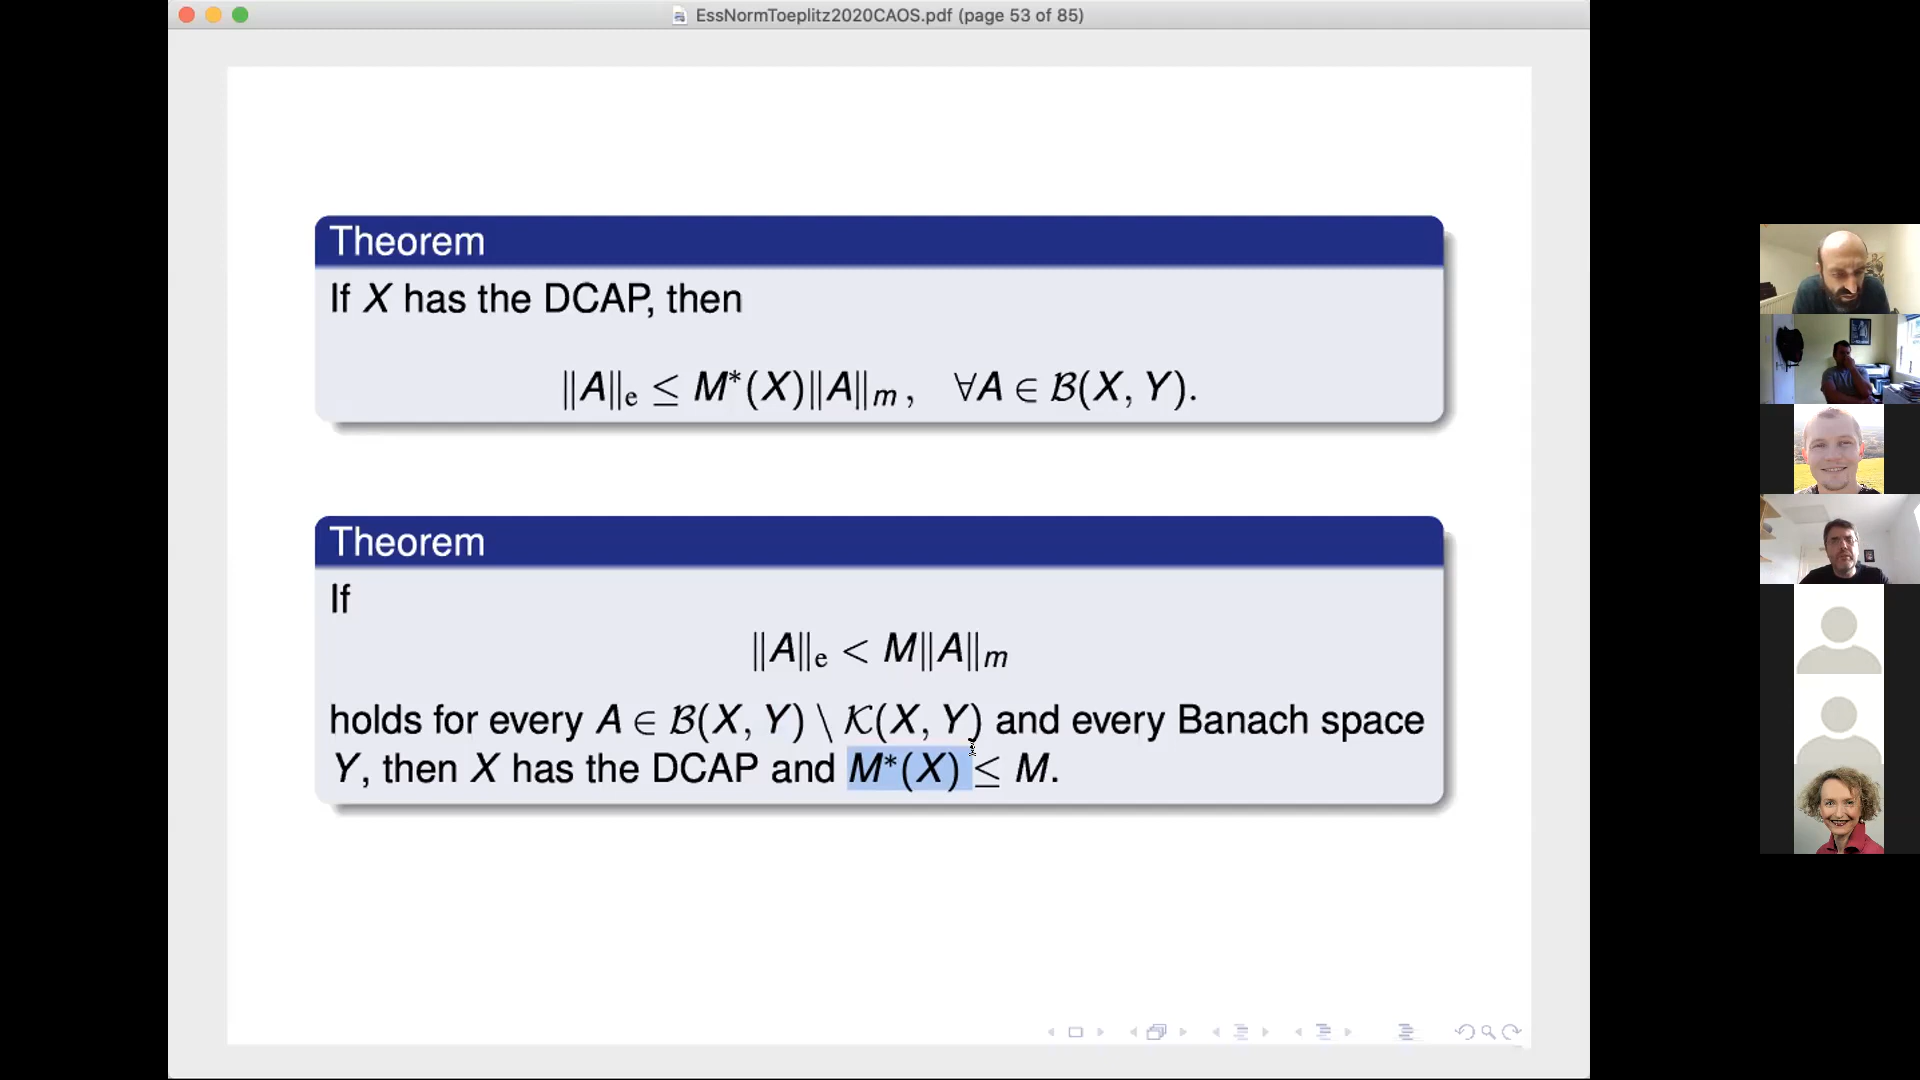 EssNormToeplitz2020CAOS.pdf (page 53 of 85)
Theorem
If X has the DCAP, then
‖A‖e ≤ M*(X)‖A‖m, ∀A ∈ B(X, Y).
Theorem
If
‖A‖e < M‖A‖m
holds for every A ∈ B(X, Y) \ K(X, Y) and every Banach space
Y, then X has the DCAP and M*(X) ≤ M.